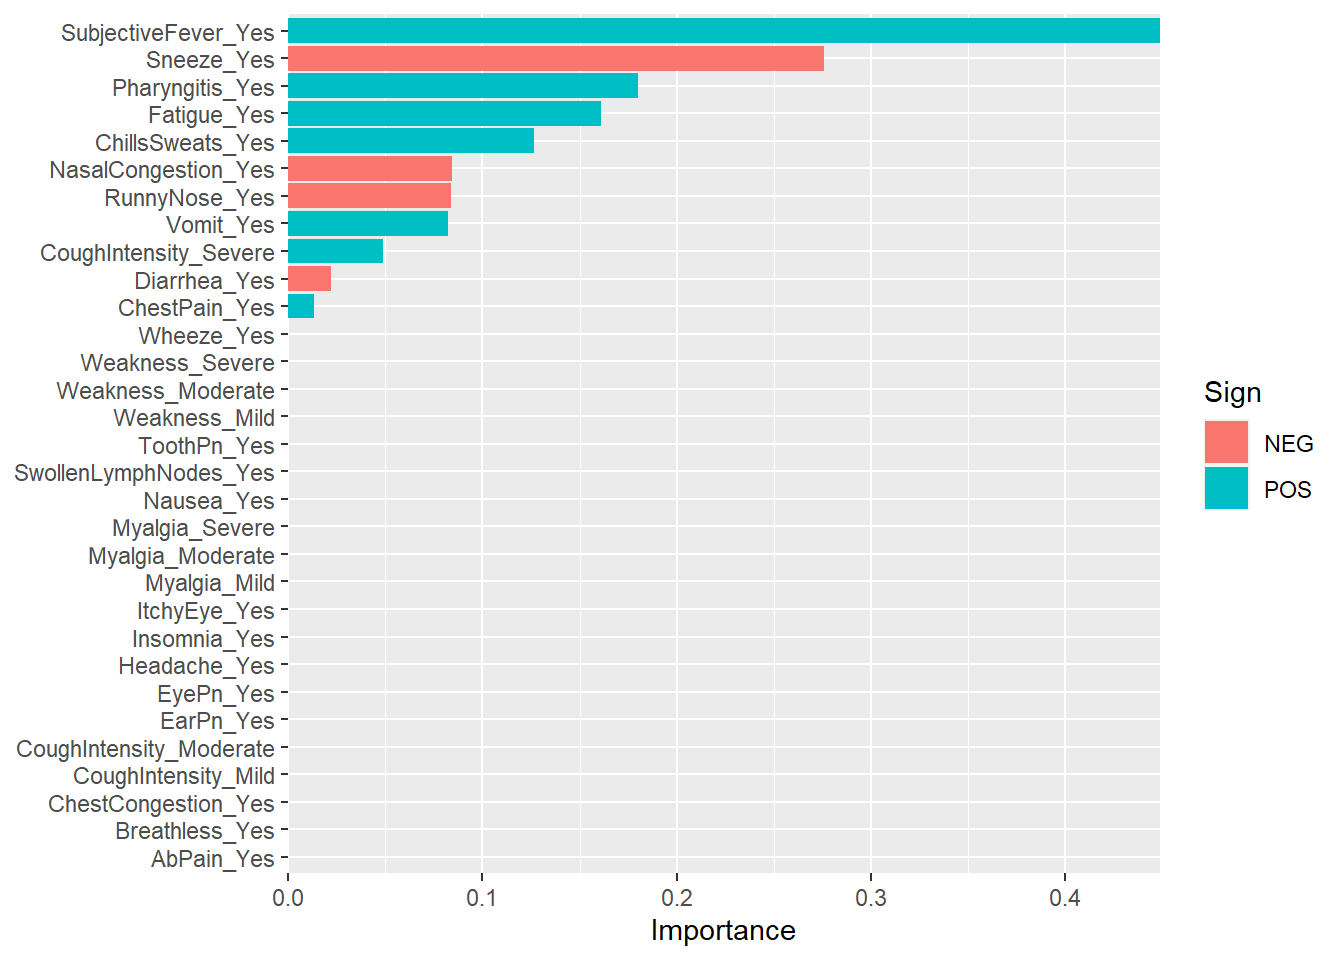 SubjectiveFever_Yes
Sneeze_Yes
Pharyngitis_Yes
Fatigue_Yes
ChillsSweats_Yes
NasalCongestion_Yes
RunnyNose_Yes
Vomit_Yes
CoughIntensity_Severe
Diarrhea_Yes
ChestPain_Yes
Wheeze_Yes
Weakness_Severe
Weakness_Moderate
Weakness_Mild
ToothPn_Yes
SwollenLymphNodes_Yes
Nausea_Yes
Myalgia_Severe
Myalgia_Moderate
Myalgia_Mild
ItchyEye_Yes
Insomnia_Yes
Headache_Yes
EyePn_Yes
EarPn_Yes
CoughIntensity_Moderate
CoughIntensity_Mild
ChestCongestion_Yes
Breathless_Yes
AbPain_Yes
0.0 0.1 0.2 0.3 0.4
Importance
Sign
NEG
POS